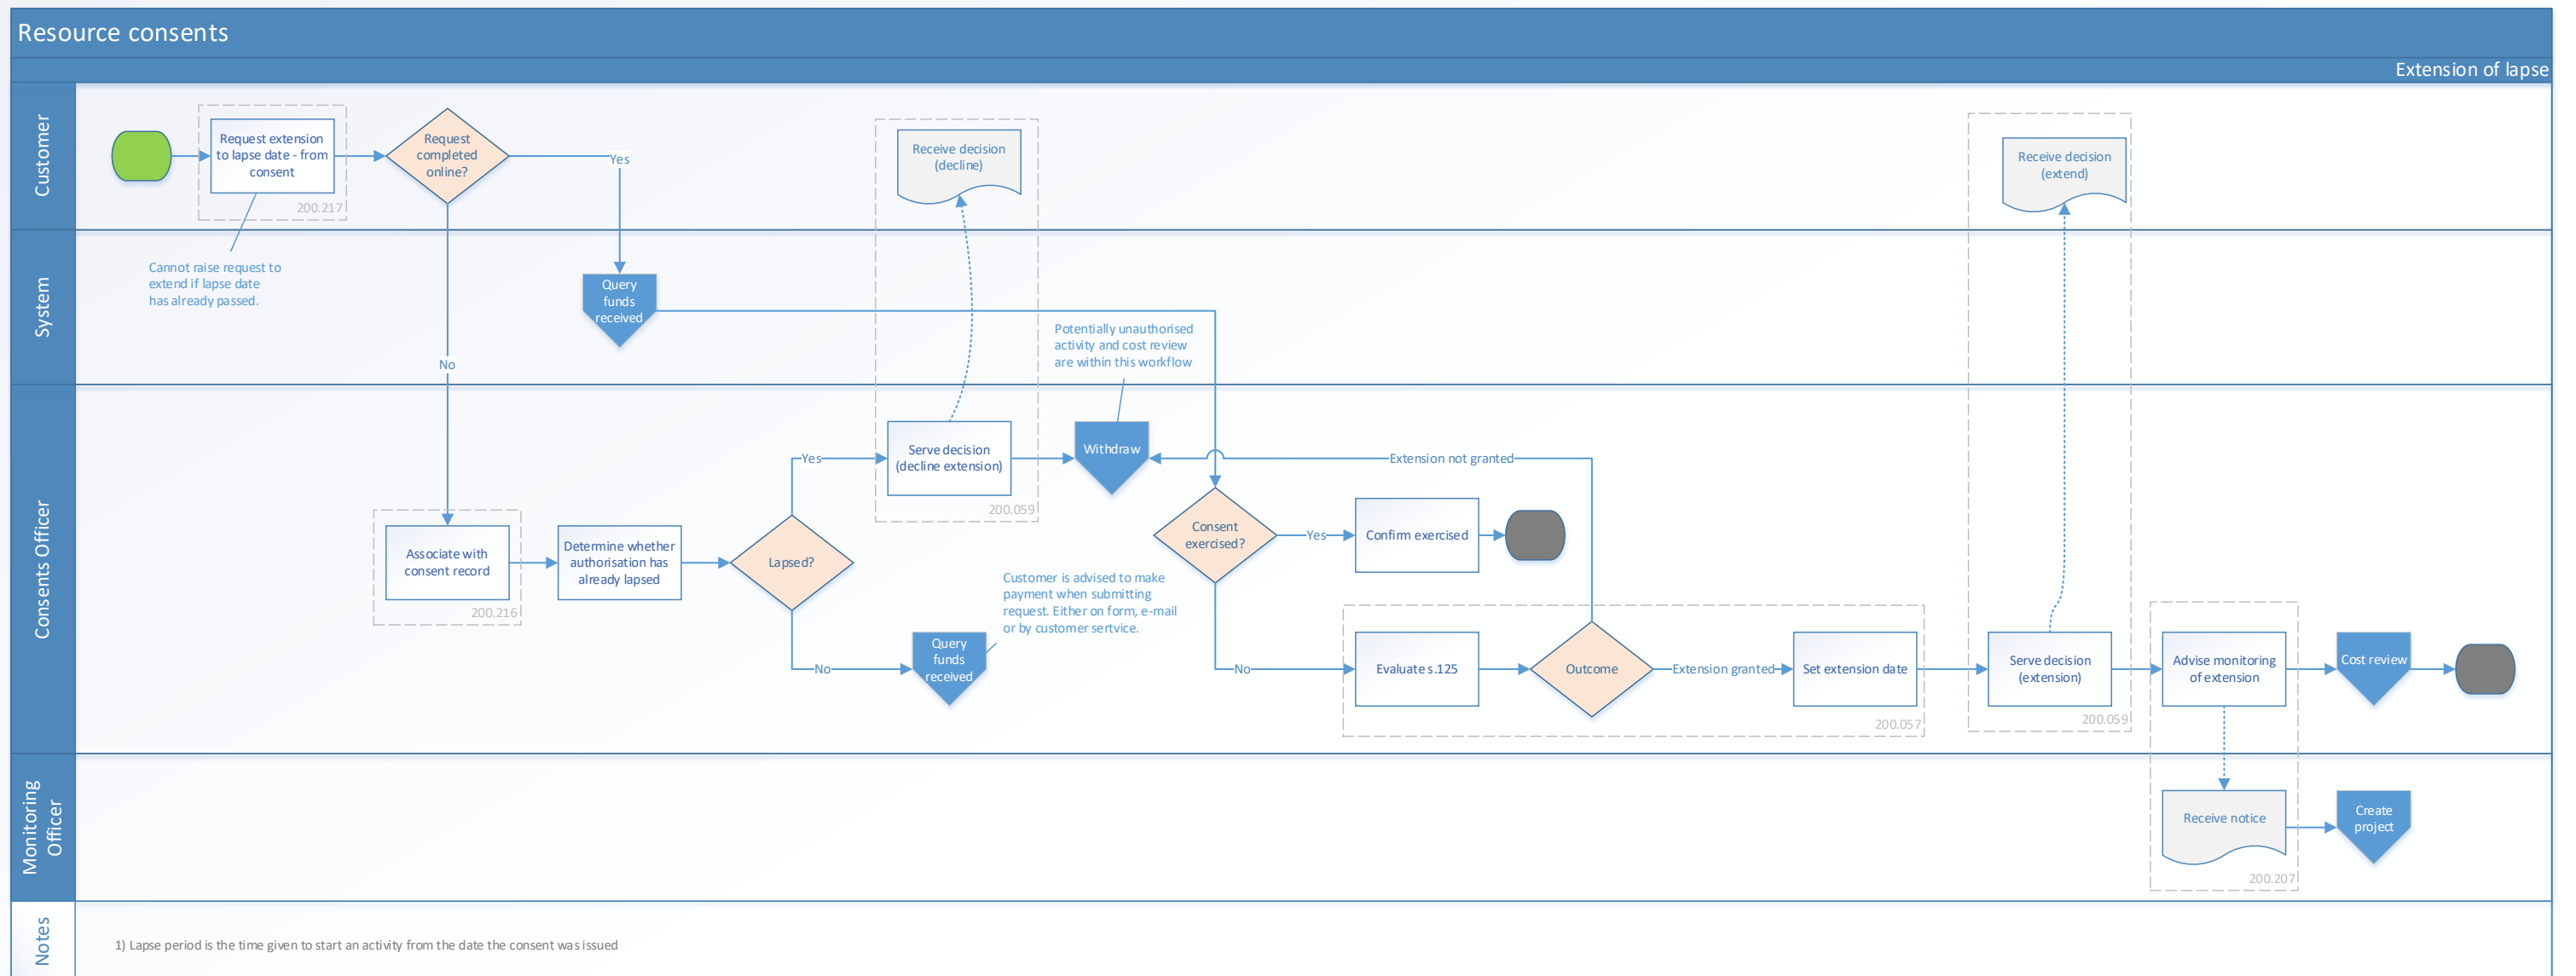 Resource consents
Extension of lapse
Customer
Request extension
to lapse date - from
consent
200.217
Request
completed
online?
Yes
Receive decision
(decline)
Receive decision
(extend)
System
Cannot raise request to
extend if lapse date
has already passed.
No
Query
funds
received
Potentially unauthorised
activity and cost review
are within this workflow
Consents Officer
Associate with
consent record
200.216
Determine whether
authorisation has
already lapsed
Lapsed?
Yes
Serve decision
(decline extension)
200.059
Withdraw
Extension not granted
No
Query
funds
received
Customer is advised to make
payment when submitting
request. Either on form, e-mail
or by customer sertvice.
Consent
exercised?
Yes
Confirm exercised
No
Evaluate s.125
Outcome
Extension granted
Set extension date
200.057
Serve decision
(extension)
200.059
Advise monitoring
of extension
Cost review
Monitoring
Officer
Receive notice
200.207
Create
project
Notes
1) Lapse period is the time given to start an activity from the date the consent was issued